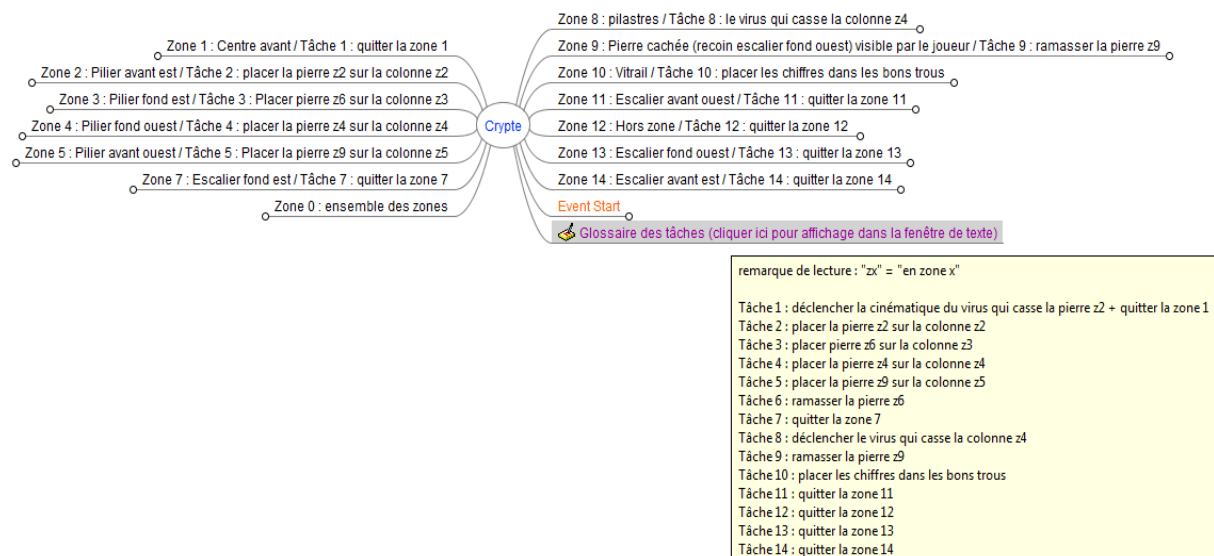 Zone 1 : Centre avant / Tâche 1 : quitter la zone 1
Zone 2 : Pilier avant est / Tâche 2 : placer la pierre z2 sur la colonne z2
Zone 3 : Pilier fond est / Tâche 3 : Placer pierre z6 sur la colonne z3
Zone 4 : Pilier fond ouest / Tâche 4 : placer la pierre z4 sur la colonne z4
Zone 5 : Pilier avant ouest / Tâche 5 : Placer la pierre z9 sur la colonne z5
Zone 7 : Escalier fond est / Tâche 7 : quitter la zone 7
Zone 0 : ensemble des zones
Crypte
Zone 8 : pilastres / Tâche 8 : le virus qui casse la colonne z4
Zone 9 : Pierre cachée (recoin escalier fond ouest) visible par le joueur / Tâche 9 : ramasser la pierre z9
Zone 10 : Vitrail / Tâche 10 : placer les chiffres dans les bons trous
Zone 11 : Escalier avant ouest / Tâche 11 : quitter la zone 11
Zone 12 : Hors zone / Tâche 12 : quitter la zone 12
Zone 13 : Escalier fond ouest / Tâche 13 : quitter la zone 13
Zone 14 : Escalier avant est / Tâche 14 : quitter la zone 14
Event Start
Glossaire des tâches (cliquer ici pour affichage dans la fenêtre de texte)
remarque de lecture : "zx" = "en zone x"
Tâche 1 : déclencher la cinématique du virus qui casse la pierre z2 + quitter la zone 1
Tâche 2 : placer la pierre z2 sur la colonne z2
Tâche 3 : placer pierre z6 sur la colonne z3
Tâche 4 : placer la pierre z4 sur la colonne z4
Tâche 5 : placer la pierre z9 sur la colonne z5
Tâche 6 : ramasser la pierre z6
Tâche 7 : quitter la zone 7
Tâche 8 : déclencher le virus qui casse la colonne z4
Tâche 9 : ramasser la pierre z9
Tâche 10 : placer les chiffres dans les bons trous
Tâche 11 : quitter la zone 11
Tâche 12 : quitter la zone 12
Tâche 13 : quitter la zone 13
Tâche 14 : quitter la zone 14